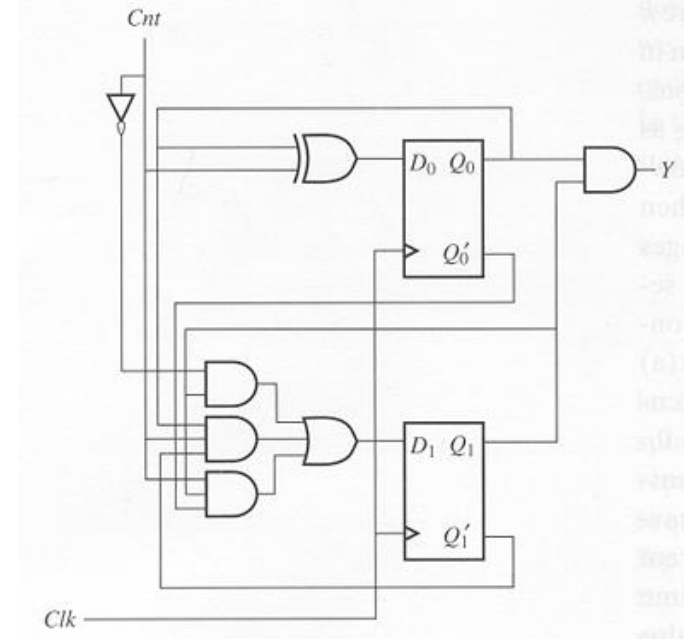 Cnt
D₀ Q₀
Y
Q₀′
D₁ Q₁
Q₁′
Clk